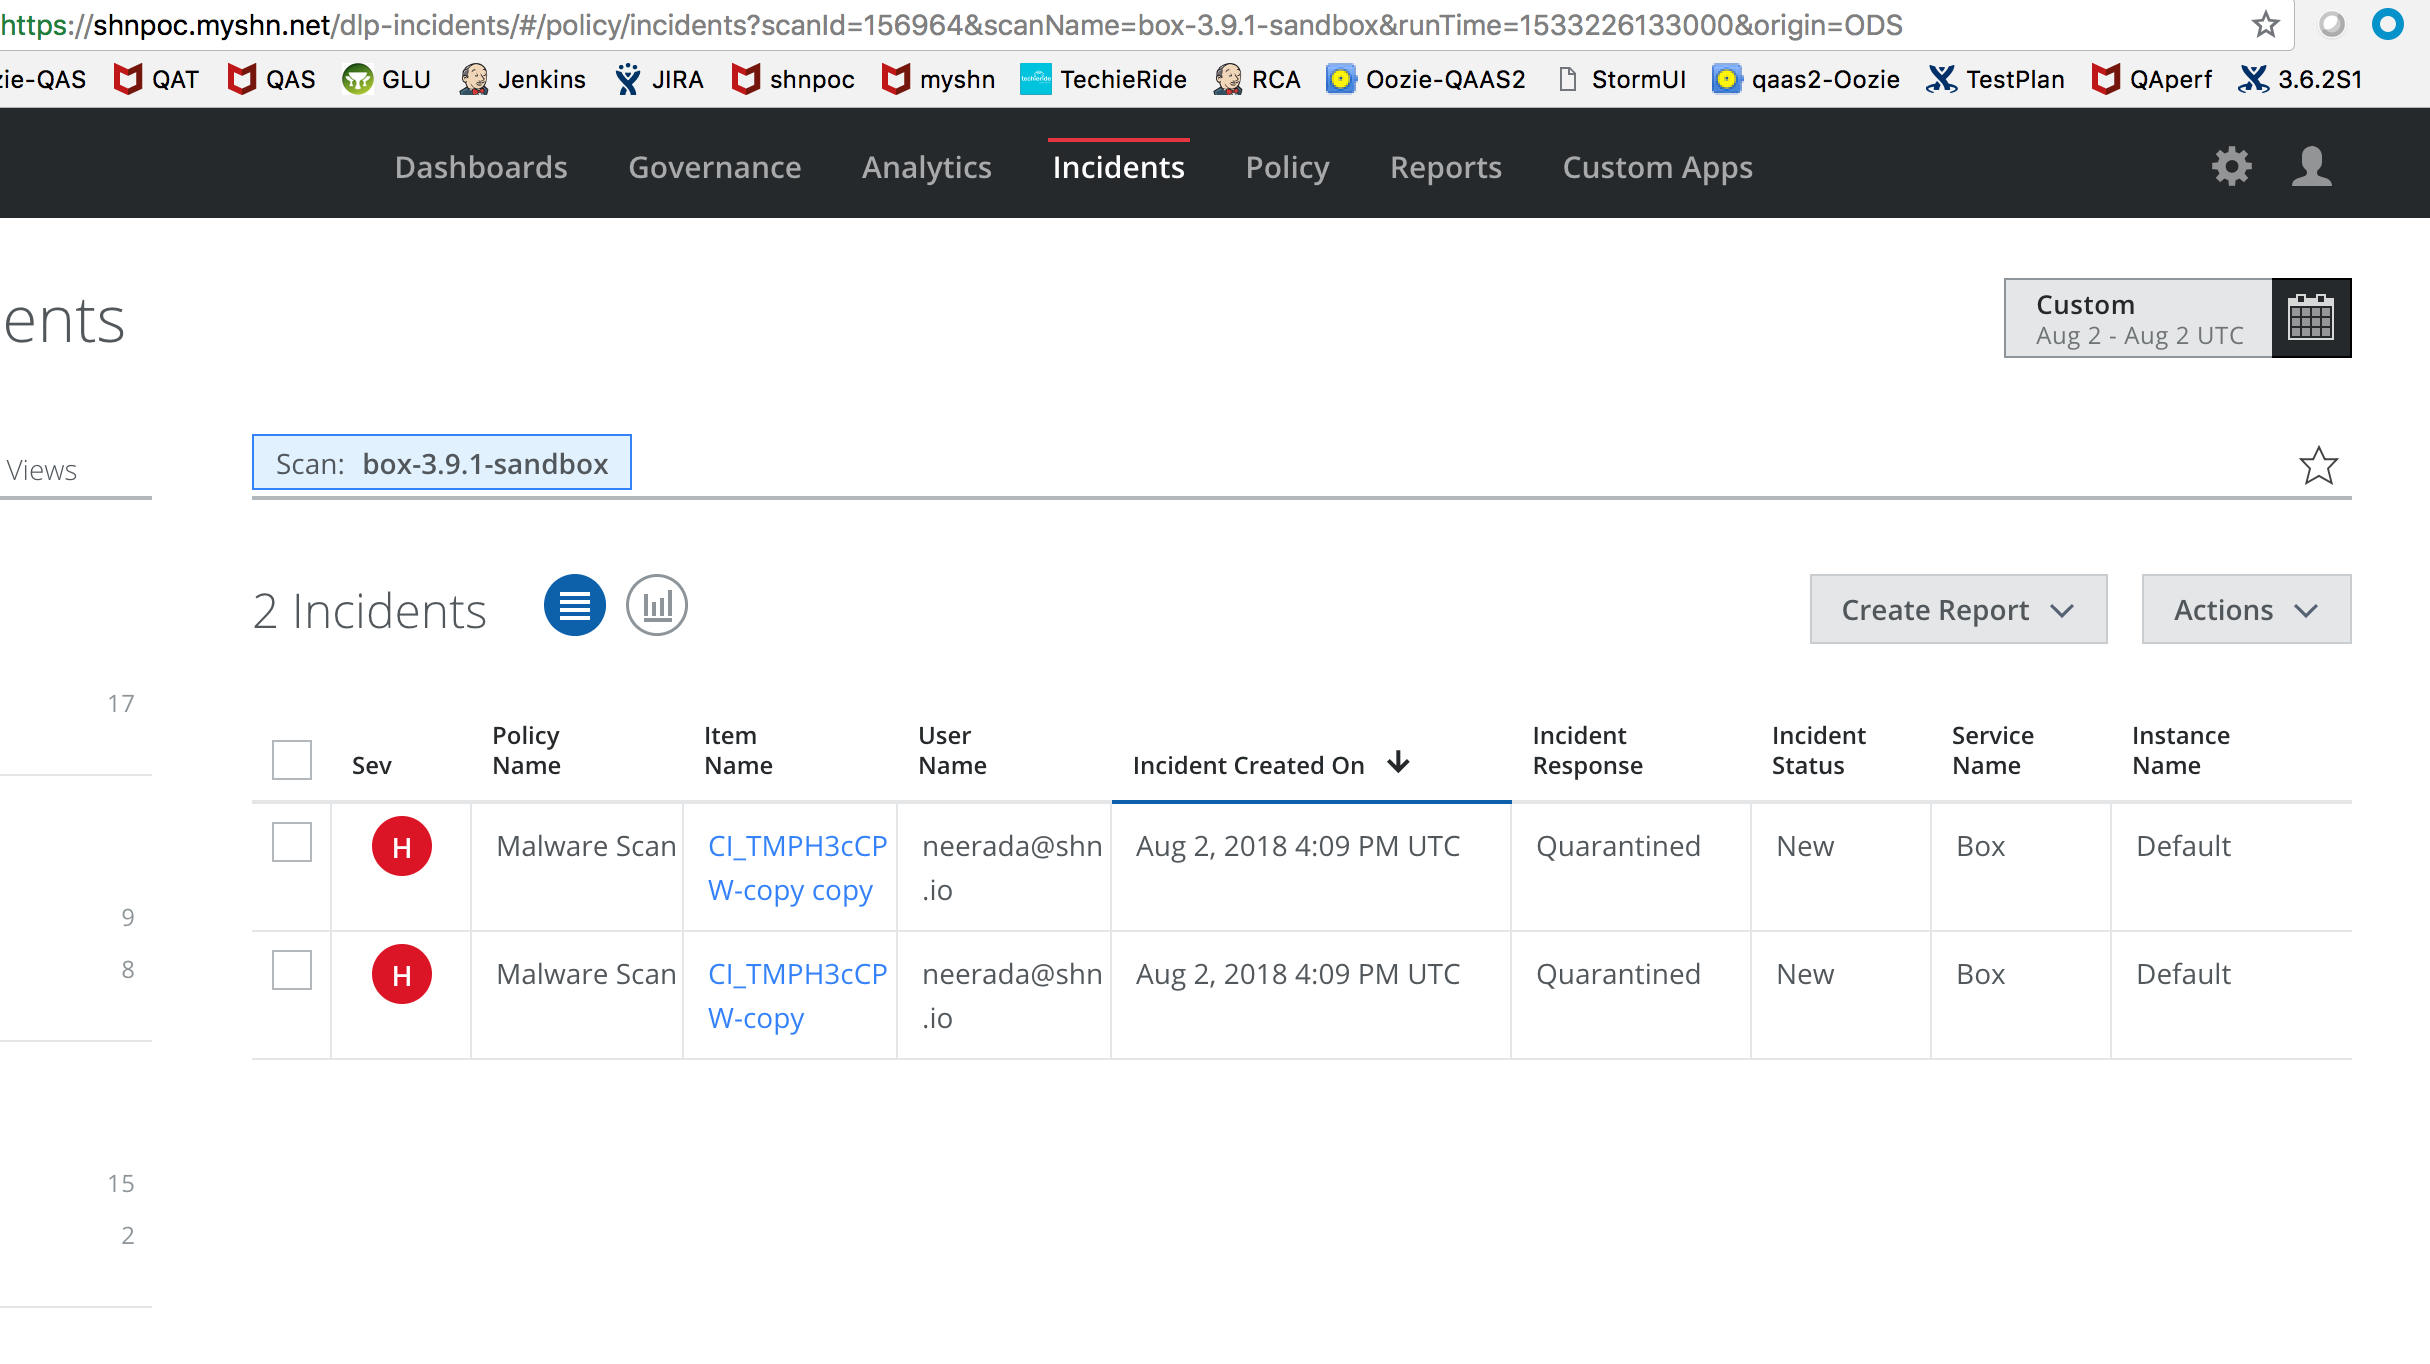 https://shnpoc.myshn.net/dlp-incidents/#/policy/incidents?scanId=156964&scanName=box-3.9.1-sandbox&runTime=1533226133000&origin=ODS
zie-QAS QAT QAS GLU Jenkins JIRA shnpoc myshn TechieRide RCA Oozie-QAAS2 StormUI qaas2-Oozie TestPlan QAperf 3.6.2S1
Dashboards Governance Analytics Incidents Policy Reports Custom Apps
ents
Custom
Aug 2 - Aug 2 UTC
Views
Scan: box-3.9.1-sandbox
2 Incidents
Create Report
Actions
17
9
8
15
2
Sev Policy Name Item Name User Name Incident Created On Incident Response Incident Status Service Name Instance Name
H Malware Scan CI_TMPH3cCP neerada@shn Aug 2, 2018 4:09 PM UTC Quarantined New Box Default
W-copy copy .io
H Malware Scan CI_TMPH3cCP neerada@shn Aug 2, 2018 4:09 PM UTC Quarantined New Box Default
W-copy .io